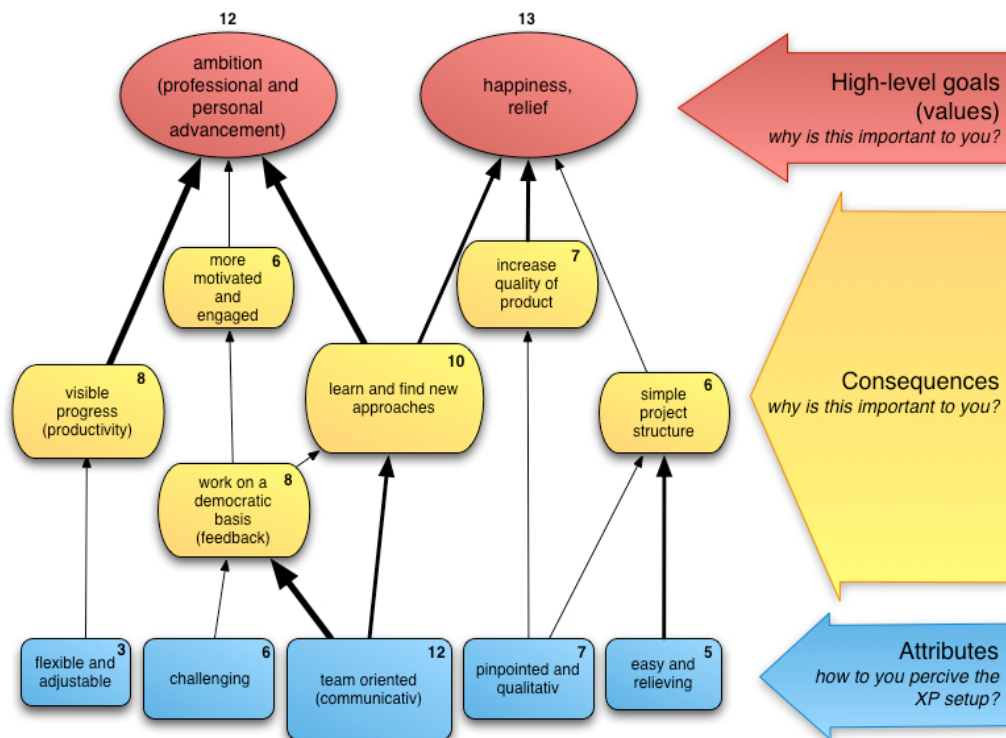 12
ambition
(professional and
personal
advancement)
13
happiness,
relief
High-level goals
(values)
why is this important to you?
more
motivated
and
engaged
6
increase
quality of
product
7
visible
progress
(productivity)
8
learn and find new
approaches
10
simple
project
structure
6
Consequences
why is this important to you?
work on a
democratic
basis
(feedback)
8
flexible and
adjustable
3
challenging
6
team oriented
(communicativ)
12
pinpointed and
qualitativ
7
easy and
relieving
5
Attributes
how to you percive the
XP setup?